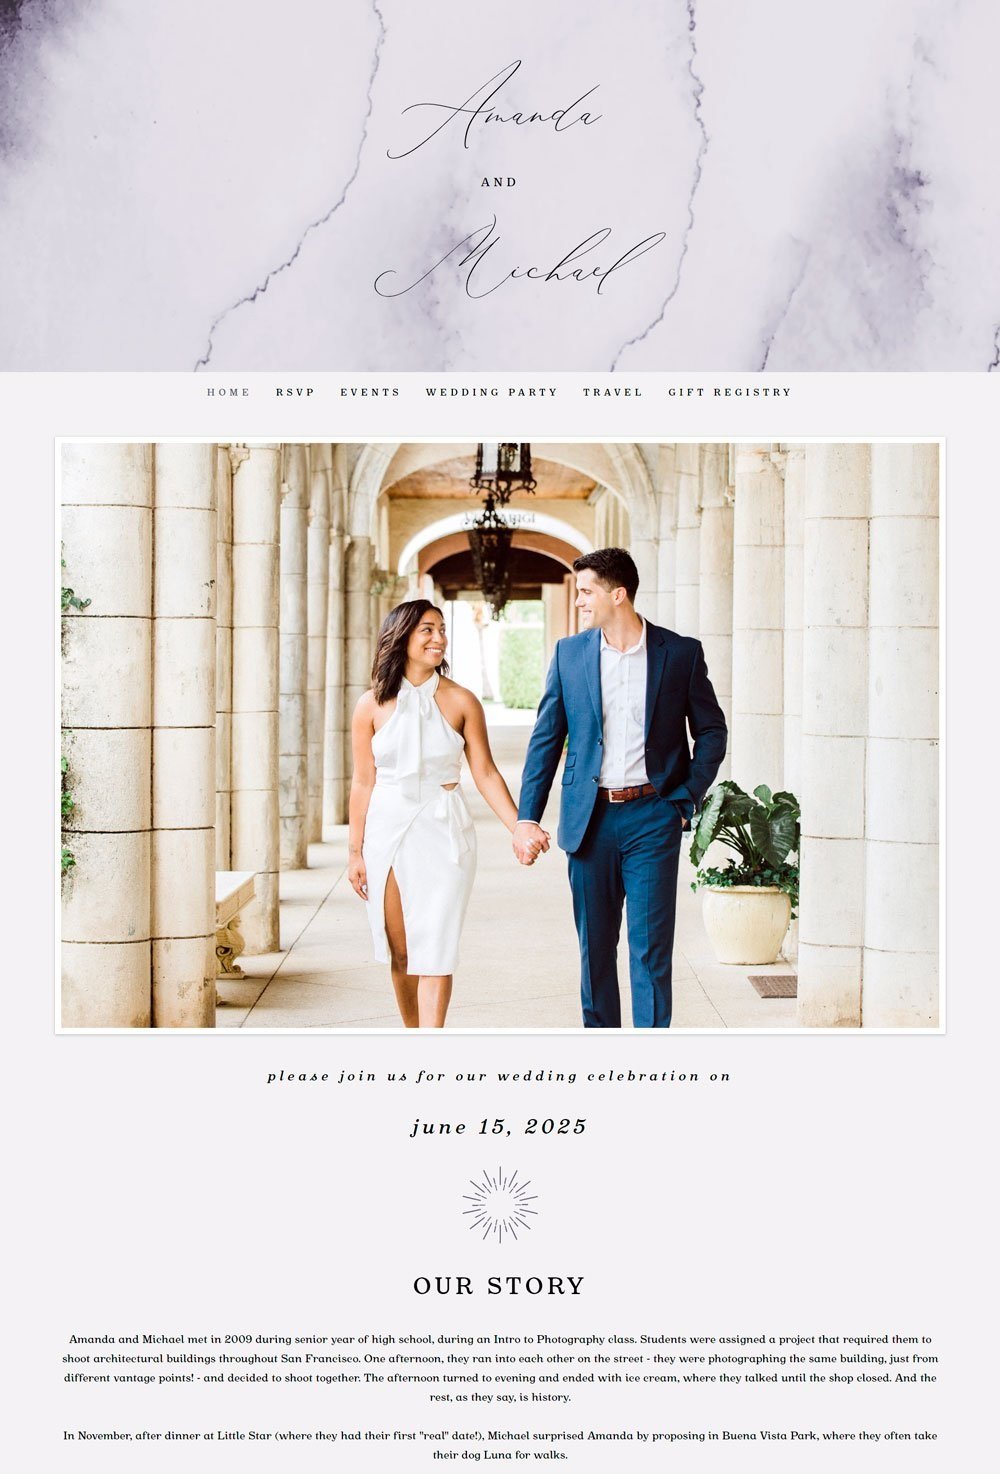 Amanda
AND
Michael
HOME RSVP EVENTS WEDDING PARTY TRAVEL GIFT REGISTRY
please join us for our wedding celebration on
june 15, 2025
OUR STORY
Amanda and Michael met in 2009 during senior year of high school, during an Intro to Photography class. Students were assigned a project that required them to
shoot architectural buildings throughout San Francisco. One afternoon, they ran into each other on the street - they were photographing the same building, just from
different vantage points! - and decided to shoot together. The afternoon turned to evening and ended with ice cream, where they talked until the shop closed. And the
rest, as they say, is history.
In November, after dinner at Little Star (where they had their first "real" date!), Michael surprised Amanda by proposing in Buena Vista Park, where they often take
their dog Luna for walks.